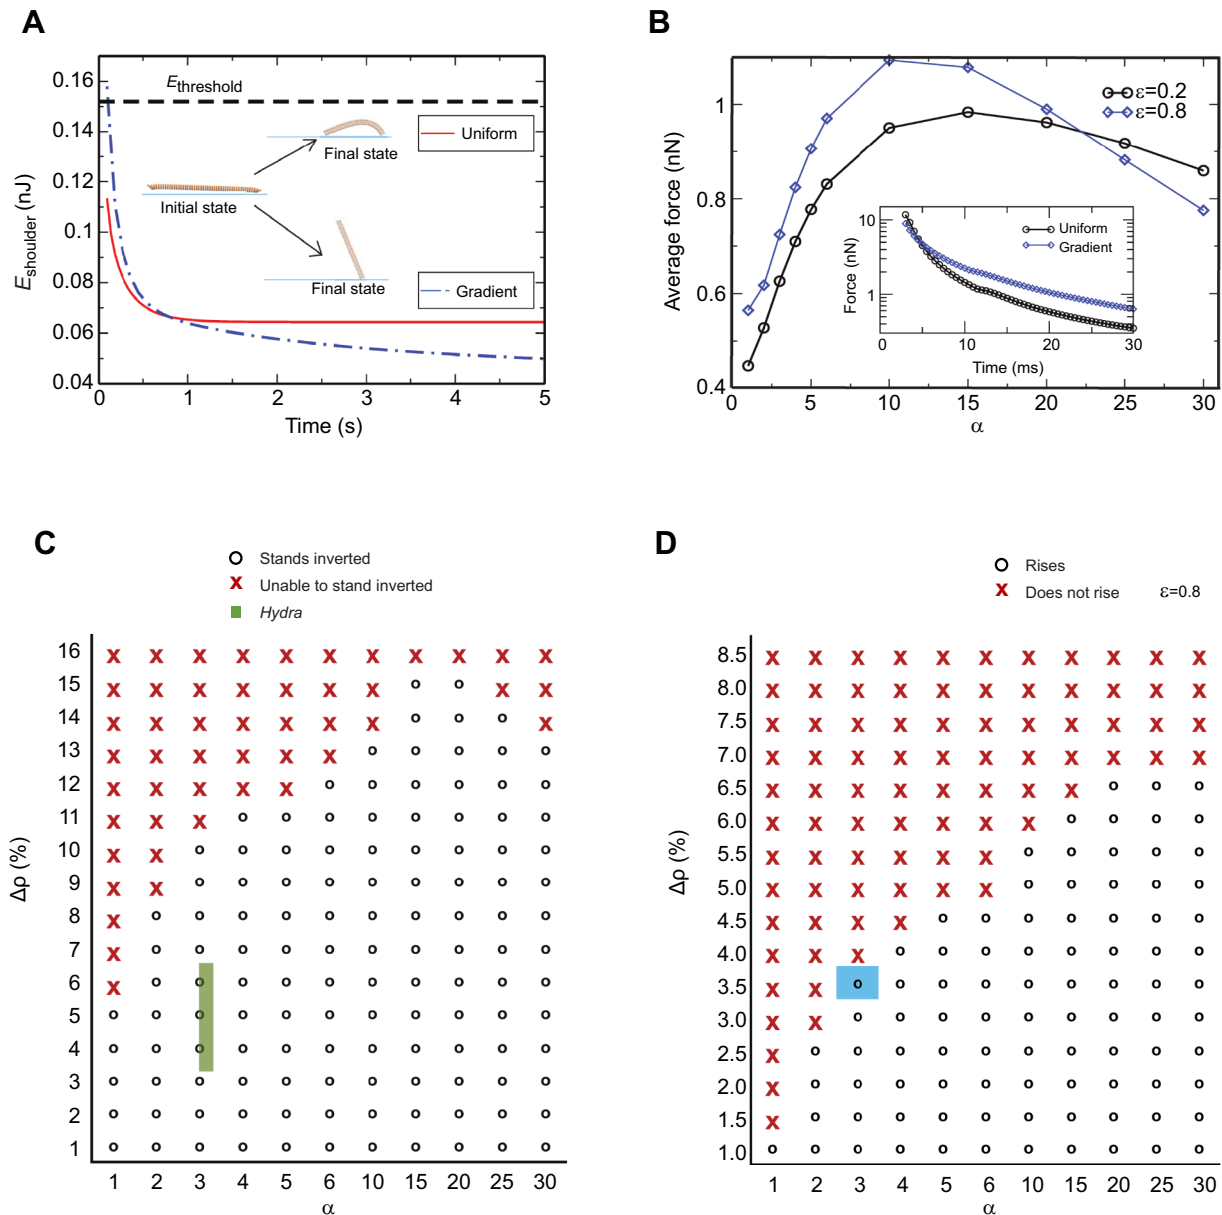 A
0.16
0.14
0.12
0.1
0.08
0.06
0.04
E_shoulder (nJ)
E_threshold
Uniform
Final state
Initial state
Final state
Gradient
0 1 2 3 4 5
Time (s)
B
1
0.8
0.6
0.4
Average force (nN)
ε=0.2
ε=0.8
10
1
Force (nN)
Uniform
Gradient
0 10 20 30
Time (ms)
0 5 10 15 20 25 30
α
C
o Stands inverted
X Unable to stand inverted
Hydra
Δρ (%)
16 X X X X X X X X X X X
15 X X X X X X X o o X X
14 X X X X X X X o o o X
13 X X X X X X o o o o o
12 X X X X X o o o o o o
11 X X X o o o o o o o o
10 X X o o o o o o o o o
9 X X o o o o o o o o o
8 X o o o o o o o o o o
7 X o o o o o o o o o o
6 X o o o o o o o o o o
5 o o o o o o o o o o o
4 o o o o o o o o o o o
3 o o o o o o o o o o o
2 o o o o o o o o o o o
1 o o o o o o o o o o o
1 2 3 4 5 6 10 15 20 25 30
α
D
o Rises
X Does not rise ε=0.8
Δρ (%)
8.5 X X X X X X X X X X X
8.0 X X X X X X X X X X X
7.5 X X X X X X X X X X X
7.0 X X X X X X X X X X X
6.5 X X X X X X X X o o o
6.0 X X X X X X X o o o o
5.5 X X X X X X o o o o o
5.0 X X X X X X o o o o o
4.5 X X X X o o o o o o o
4.0 X X X o o o o o o o o
3.5 X X o o o o o o o o o
3.0 X X o o o o o o o o o
2.5 X o o o o o o o o o o
2.0 X o o o o o o o o o o
1.5 X o o o o o o o o o o
1.0 o o o o o o o o o o o
1 2 3 4 5 6 10 15 20 25 30
α